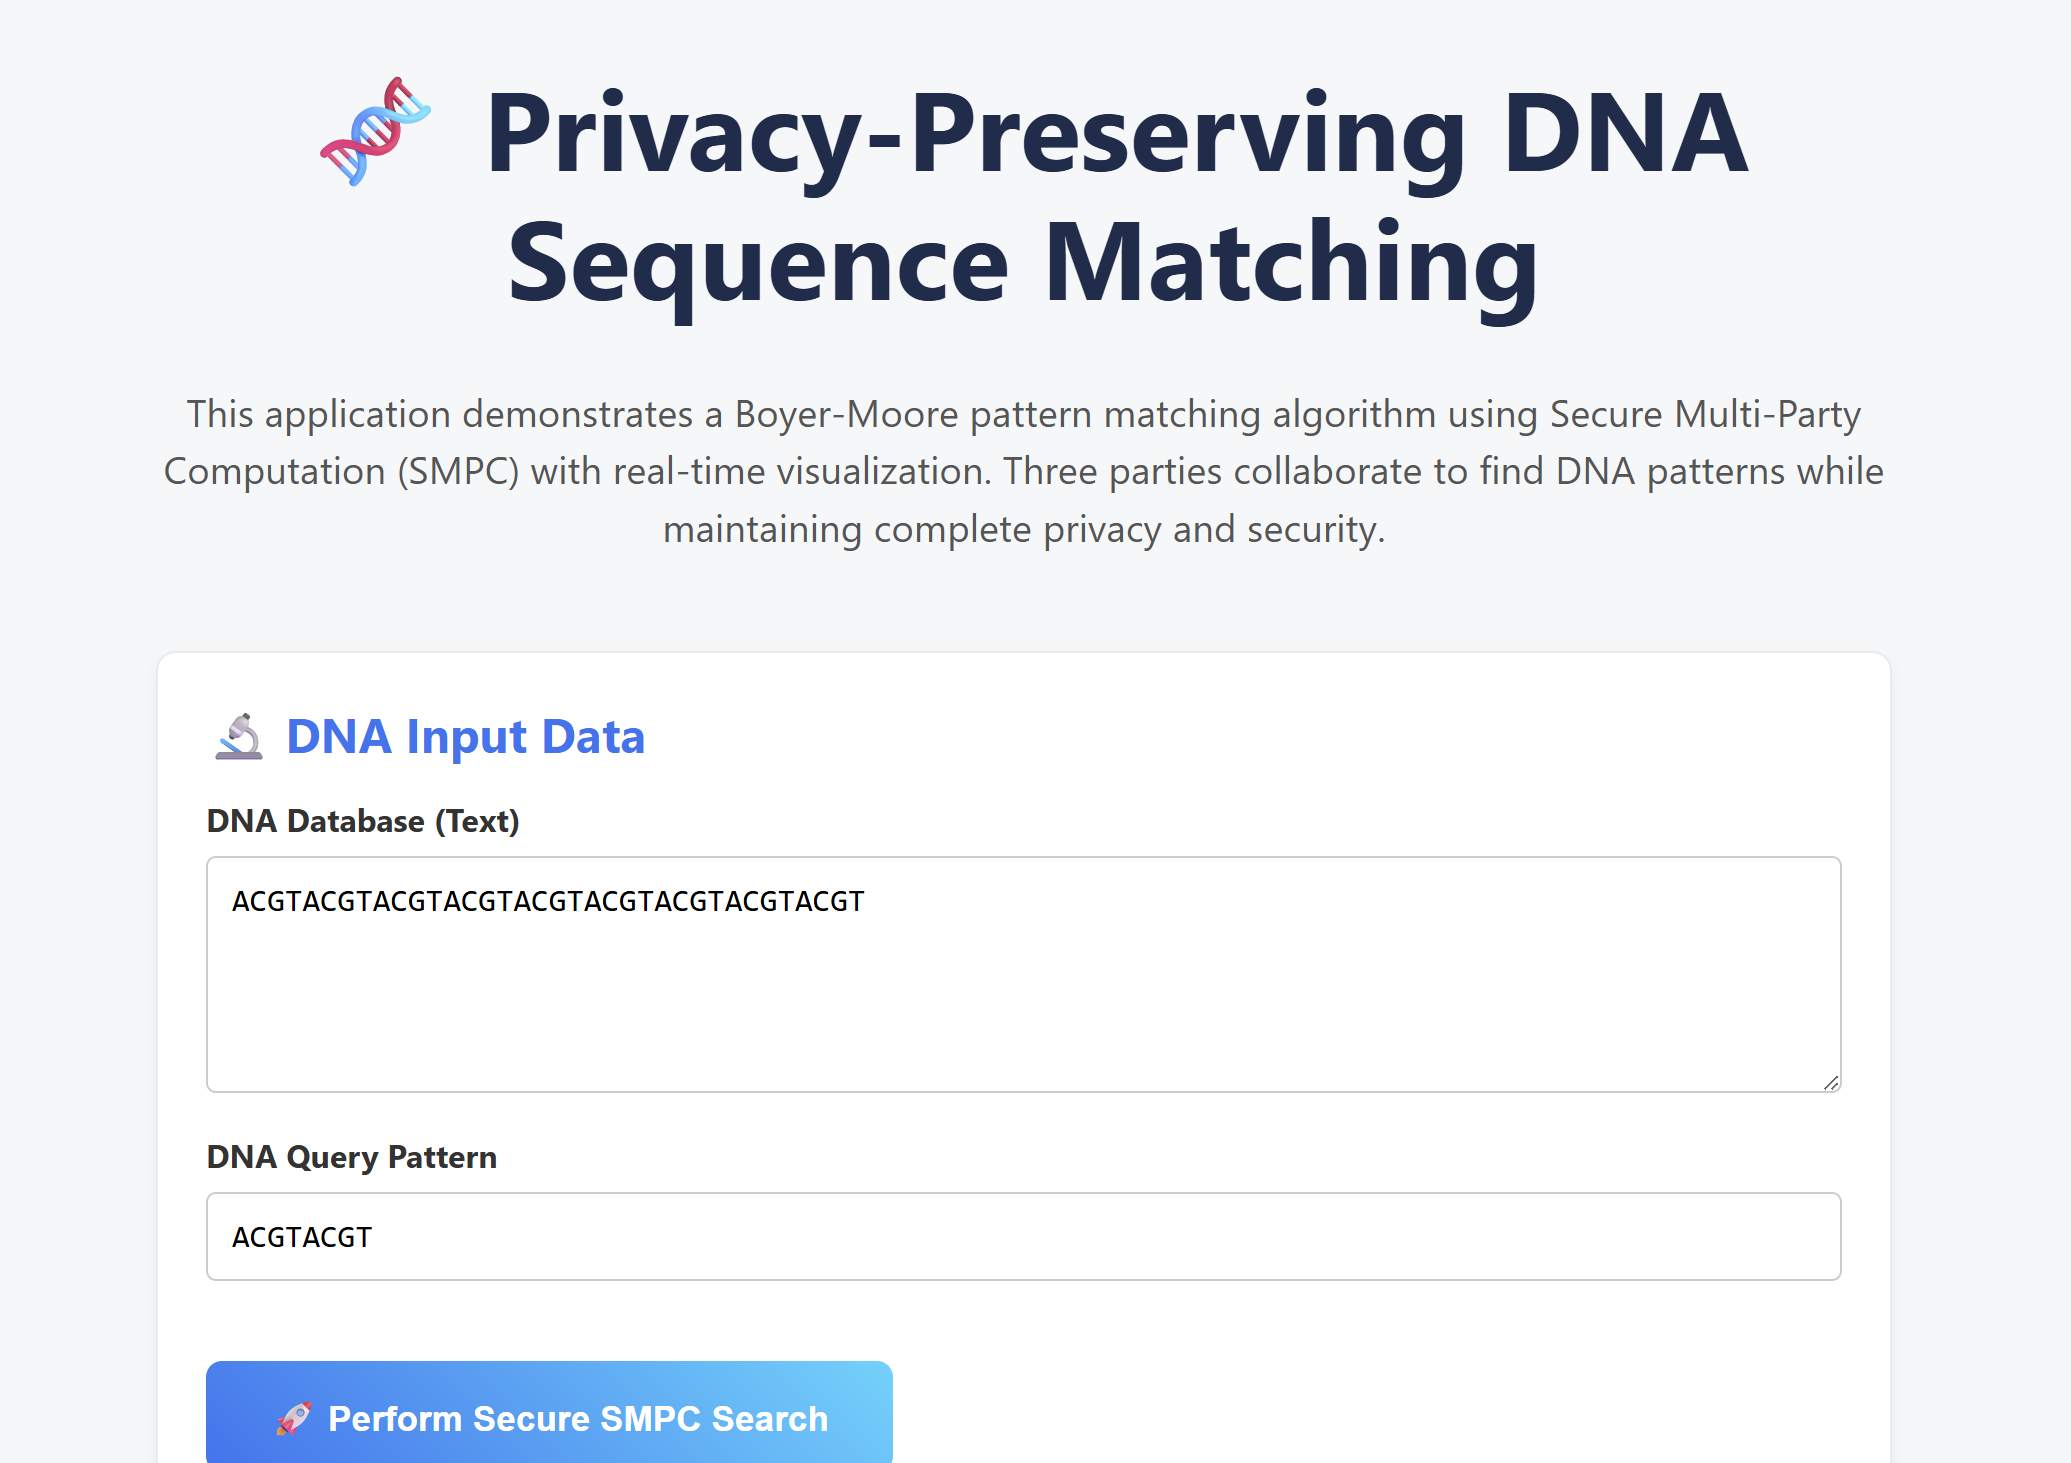 Privacy-Preserving DNA
Sequence Matching
This application demonstrates a Boyer-Moore pattern matching algorithm using Secure Multi-Party
Computation (SMPC) with real-time visualization. Three parties collaborate to find DNA patterns while
maintaining complete privacy and security.
DNA Input Data
DNA Database (Text)
ACGTACGTACGTACGTACGTACGTACGTACGTACGT
DNA Query Pattern
ACGTACGT
Perform Secure SMPC Search